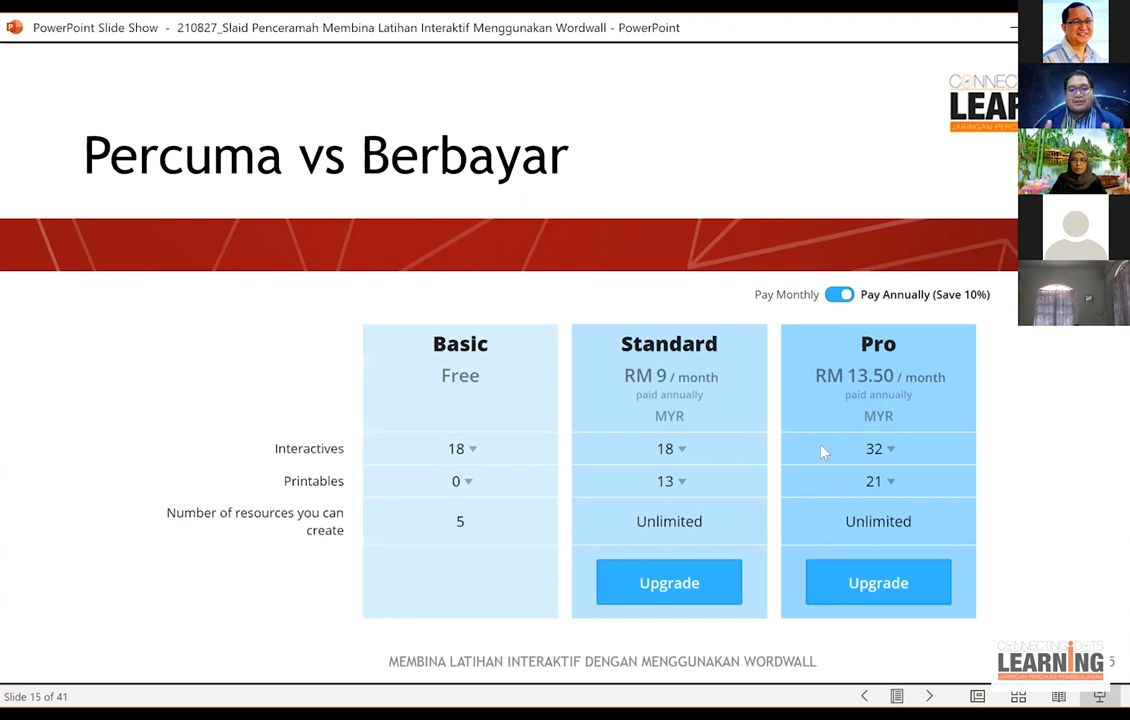 PowerPoint Slide Show - 210827_Slaid Penceramah Membina Latihan Interaktif Menggunakan Wordwall - PowerPoint
CONNEC
LEAR
Percuma vs Berbayar
Pay Monthly Pay Annually (Save 10%)
Basic Standard Pro
Free RM 9 / month RM 13.50 / month
paid annually paid annually
MYR MYR
Interactives 18 18 32
Printables 0 13 21
Number of resources you can
create 5 Unlimited Unlimited
Upgrade Upgrade
MEMBINA LATIHAN INTERAKTIF DENGAN MENGGUNAKAN WORDWALL
CONNECTING DOTS
LEARNING
JARINGAN PERCIKAN PEMBELAJARAN
5
Slide 15 of 41